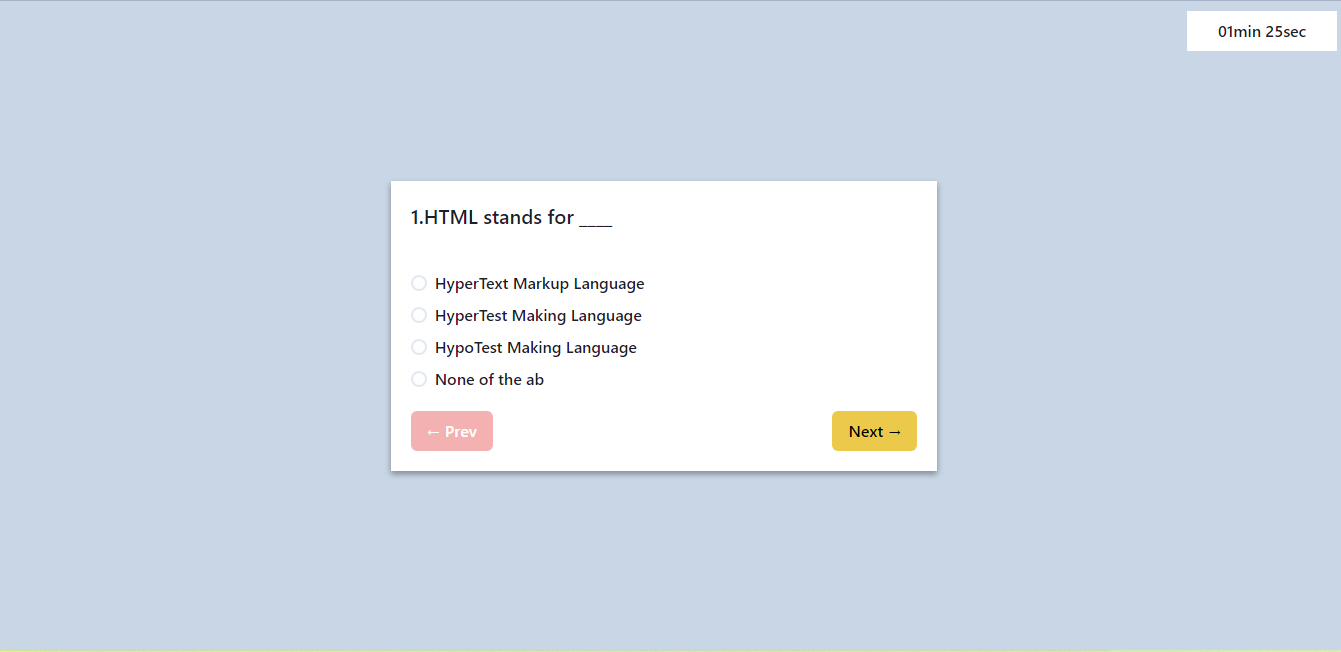 01min 25sec
1.HTML stands for ____
HyperText Markup Language
HyperTest Making Language
HypoTest Making Language
None of the ab
← Prev
Next →